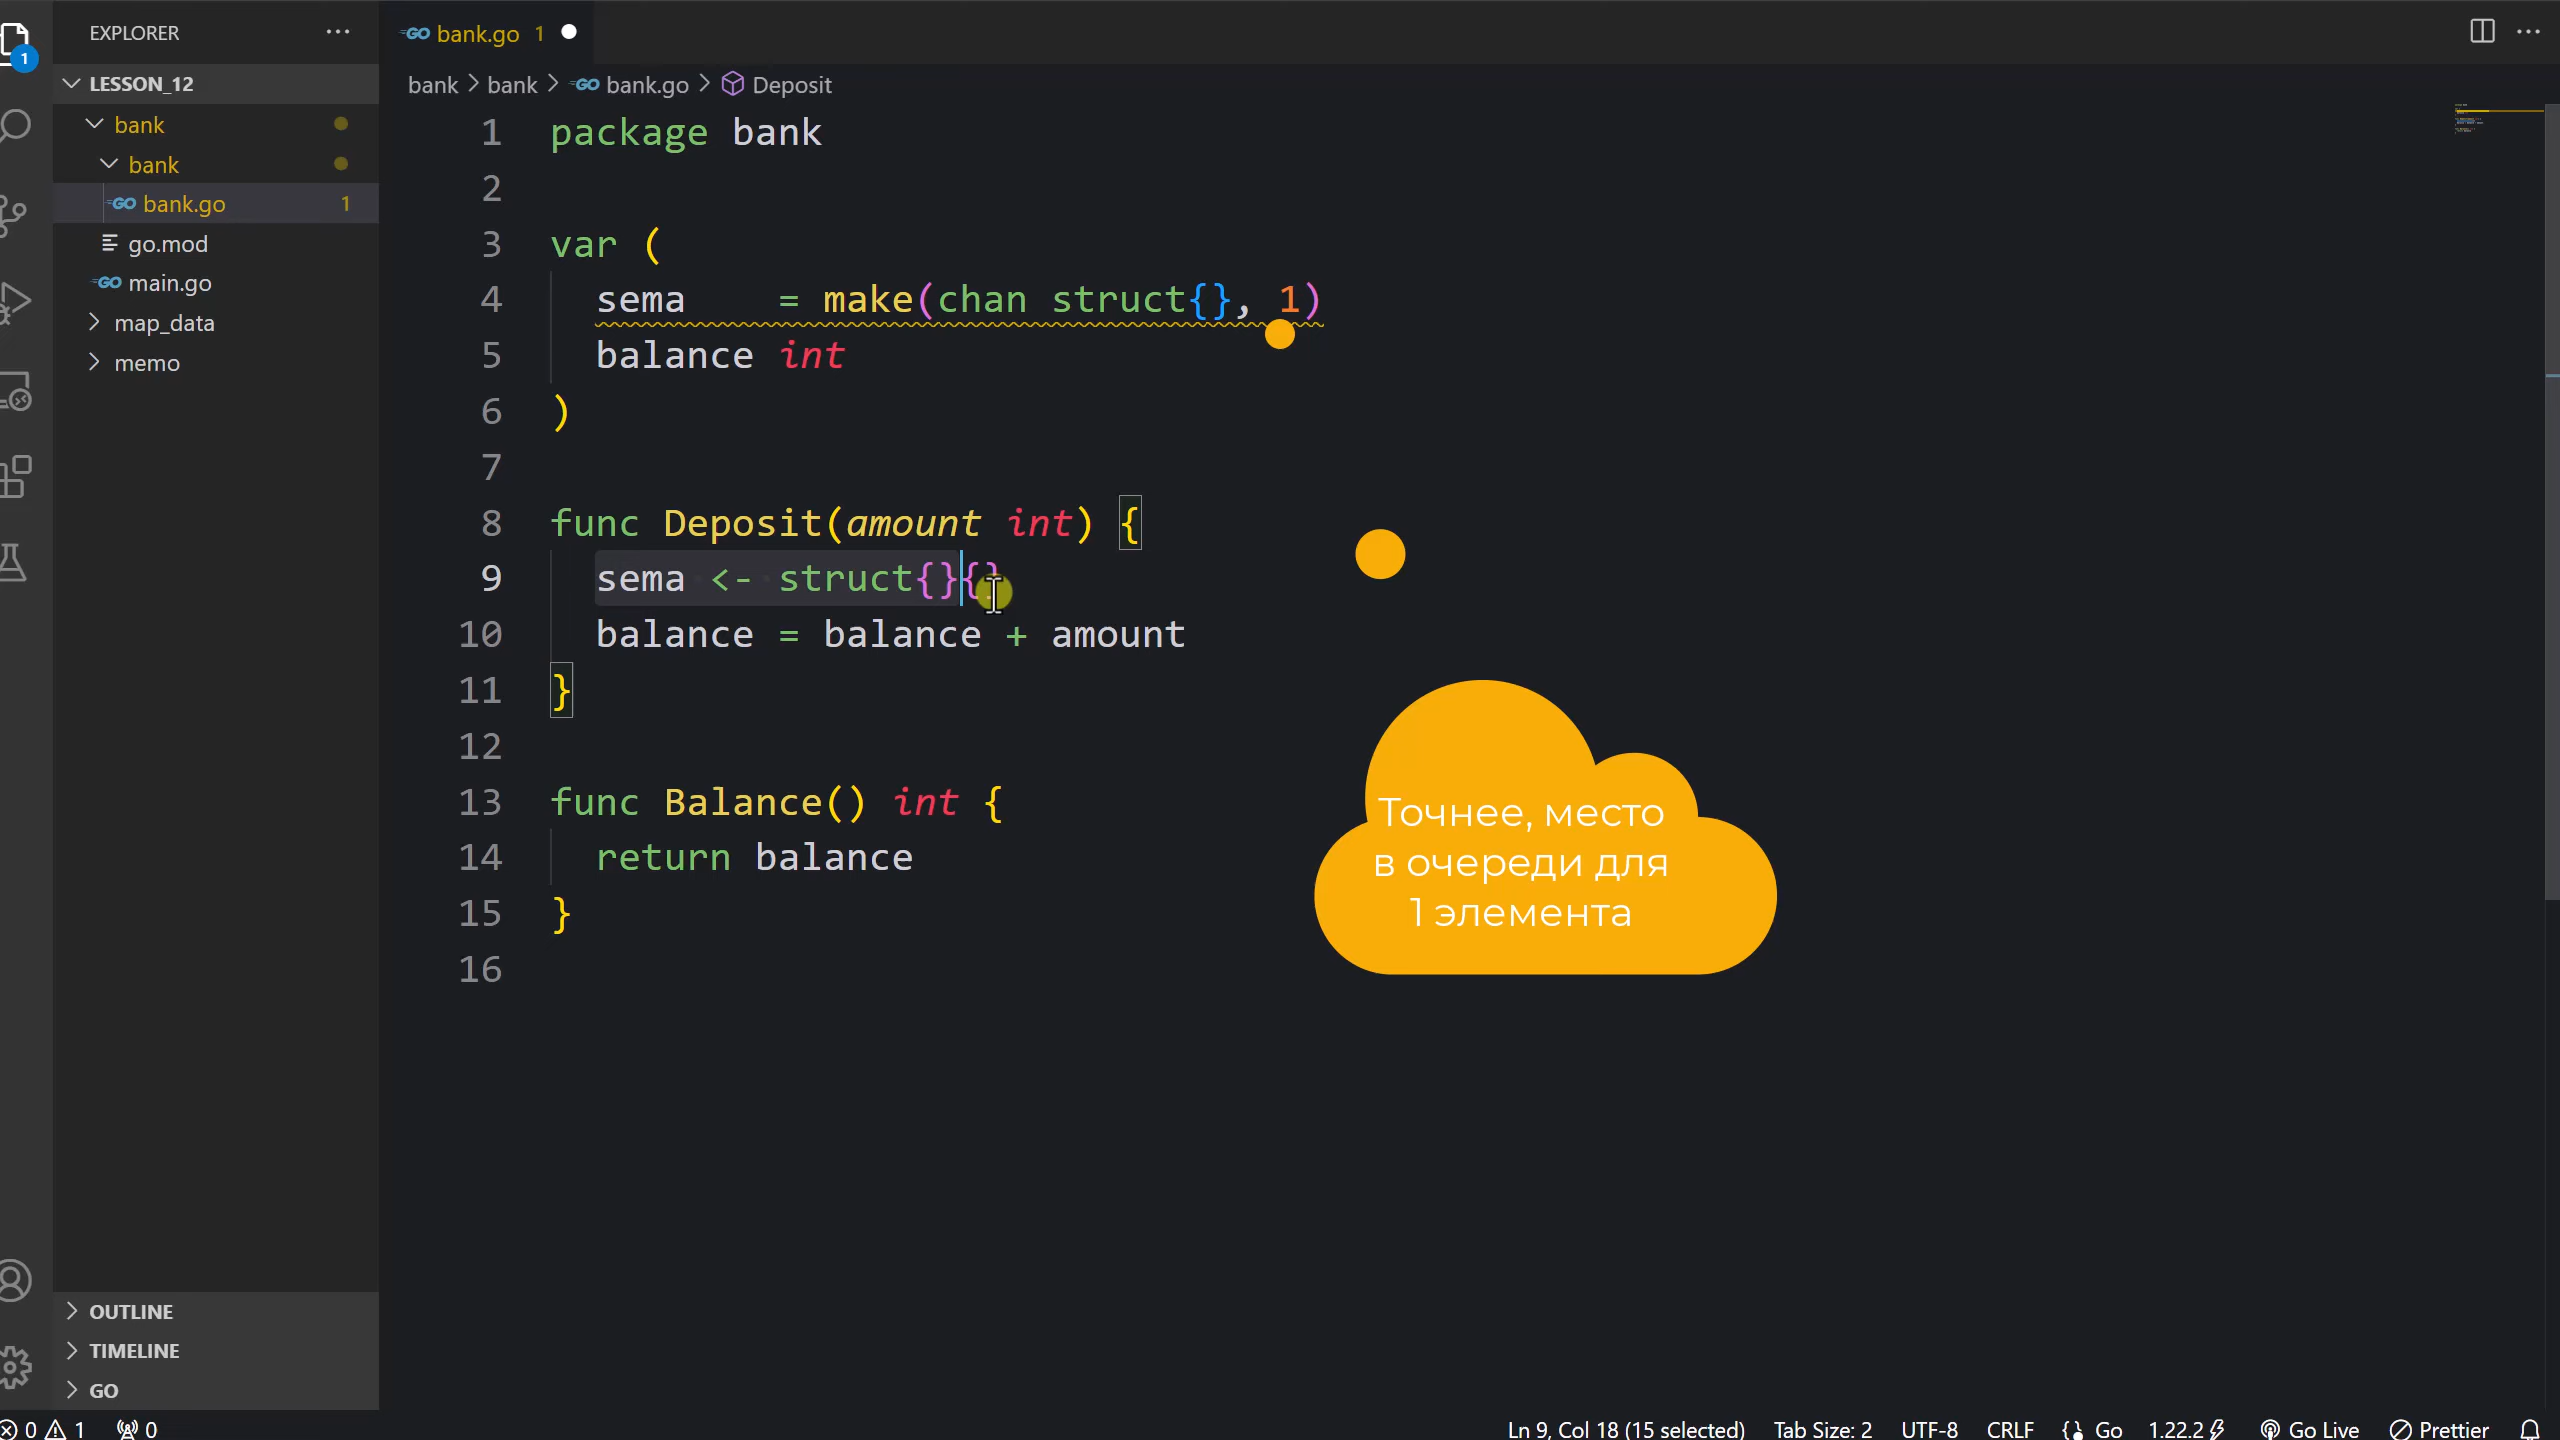 EXPLORER
bank.go 1
1
LESSON_12
bank > bank > bank.go > Deposit
bank
bank
bank.go 1
go.mod
main.go
map_data
memo
1 package bank
2
3 var (
4 sema = make(chan struct{}, 1)
5 balance int
6 )
7
8 func Deposit(amount int) {
9 sema <- struct{}{}
10 balance = balance + amount
11 }
12
13 func Balance() int {
14 return balance
15 }
16
Точнее, место
в очереди для
1 элемента
OUTLINE
TIMELINE
GO
0 1 0 Ln 9, Col 18 (15 selected) Tab Size: 2 UTF-8 CRLF Go 1.22.2 Go Live Prettier